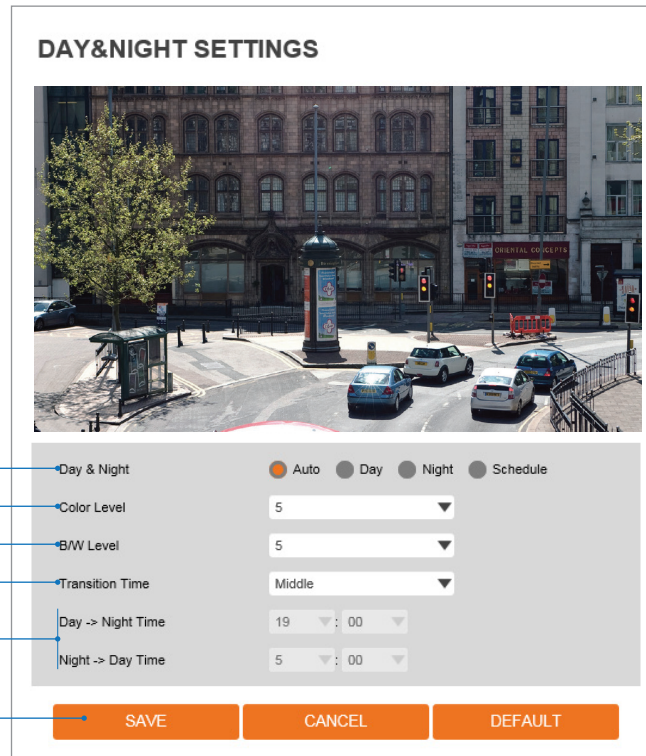 DAY&NIGHT SETTINGS
ORIENTAL CONCEPTS
Day & Night Auto Day Night Schedule
Color Level 5
B/W Level 5
Transition Time Middle
Day -> Night Time 19 : 00
Night -> Day Time 5 : 00
SAVE CANCEL DEFAULT